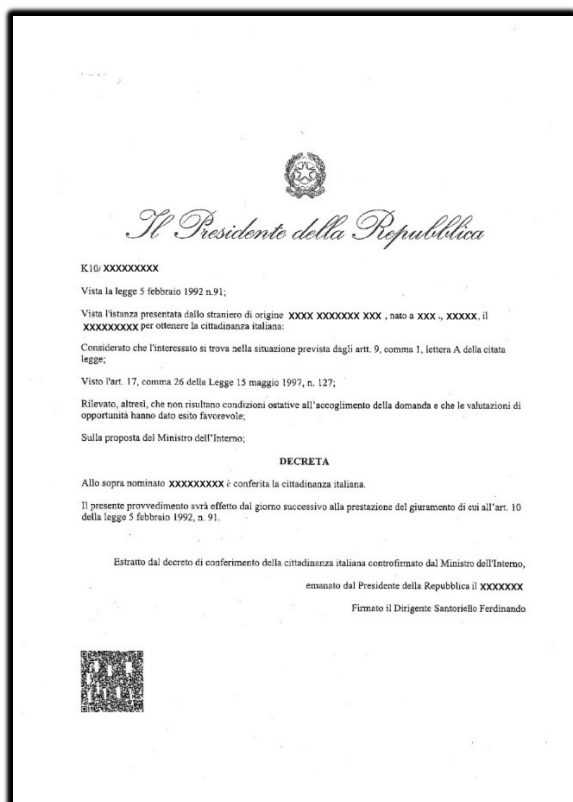 Il Presidente della Repubblica
K10/ XXXXXXXXX
Vista la legge 5 febbraio 1992 n.91;
Vista l'istanza presentata dallo straniero di origine XXXX XXXXXXX XXX , nato a XXX ., XXXXX, il
XXXXXXXXX per ottenere la cittadinanza italiana:
Considerato che l'interessato si trova nella situazione prevista dagli artt. 9, comma 1, lettera A della citata
legge;
Visto l'art. 17, comma 26 della Legge 15 maggio 1997, n. 127;
Rilevato, altresì, che non risultano condizioni ostative all'accoglimento della domanda e che le valutazioni di
opportunità hanno dato esito favorevole;
Sulla proposta del Ministro dell'Interno;
DECRETA
Allo sopra nominato XXXXXXXXX è conferita la cittadinanza italiana.
Il presente provvedimento avrà effetto dal giorno successivo alla prestazione del giuramento di cui all'art. 10
della legge 5 febbraio 1992, n. 91.
Estratto dal decreto di conferimento della cittadinanza italiana controfirmato dal Ministro dell'Interno,
emanato dal Presidente della Repubblica il XXXXXXX
Firmato il Dirigente Santoriello Ferdinando